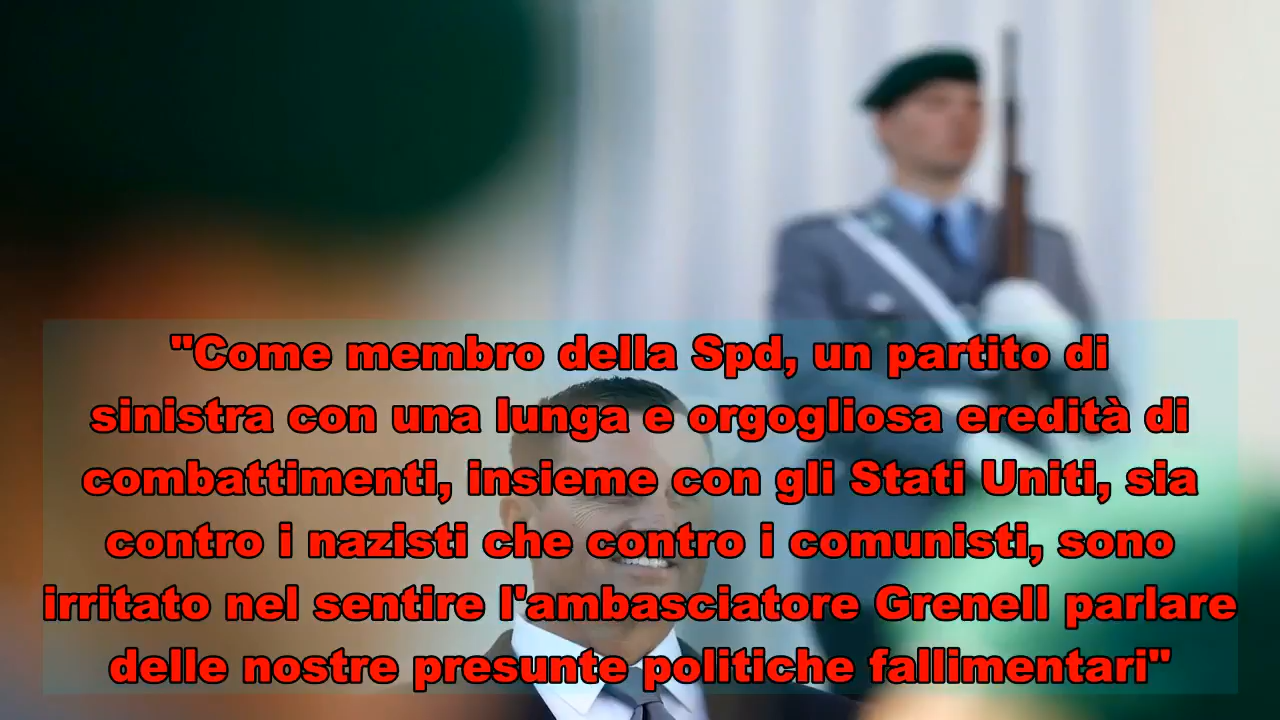 "Come membro della Spd, un partito di
sinistra con una lunga e orgogliosa eredità di
combattimenti, insieme con gli Stati Uniti, sia
contro i nazisti che contro i comunisti, sono
irritato nel sentire l'ambasciatore Grenell parlare
delle nostre presunte politiche fallimentari"